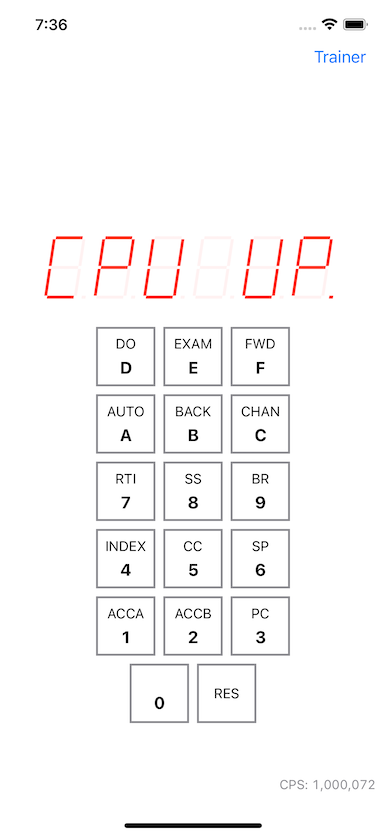 7:36
Trainer
CPU UP.
DO EXAM FWD
D E F
AUTO BACK CHAN
A B C
RTI SS BR
7 8 9
INDEX CC SP
4 5 6
ACCA ACCB PC
1 2 3
0 RES
CPS: 1,000,072